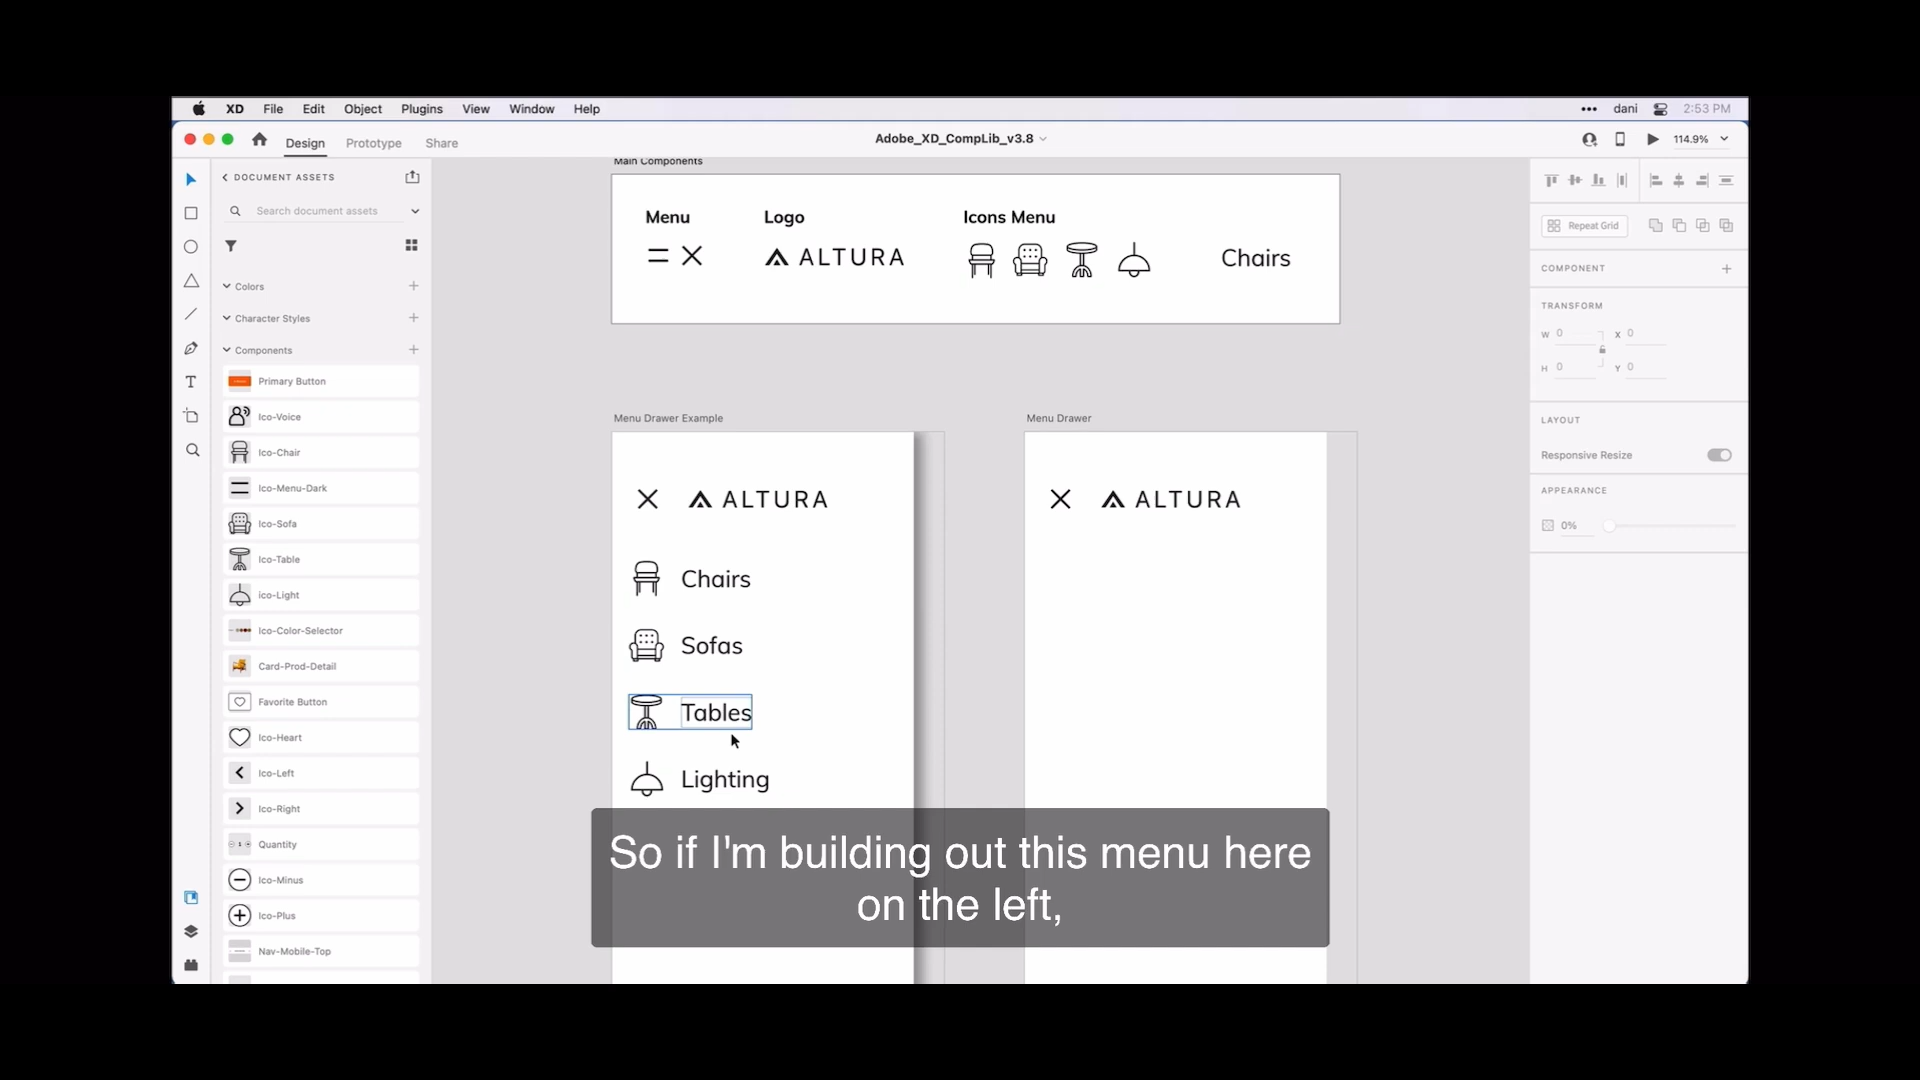 XD File Edit Object Plugins View Window Help
••• dani 2:53 PM
Design Prototype Share
Adobe_XD_CompLib_v3.8
114.9%
DOCUMENT ASSETS
Search document assets
Colors
Character Styles
Components
Primary Button
Ico-Voice
Ico-Chair
Ico-Menu-Dark
Ico-Sofa
Ico-Table
ico-Light
Ico-Color-Selector
Card-Prod-Detail
Favorite Button
Ico-Heart
Ico-Left
Ico-Right
Quantity
Ico-Minus
Ico-Plus
Nav-Mobile-Top
Main Components
Menu Logo Icons Menu
ALTURA
Chairs
Menu Drawer Example
ALTURA
Chairs
Sofas
Tables
Lighting
Menu Drawer
ALTURA
Repeat Grid
COMPONENT
TRANSFORM
W 0 X 0
H 0 Y 0
LAYOUT
Responsive Resize
APPEARANCE
0%
So if I'm building out this menu here
on the left,